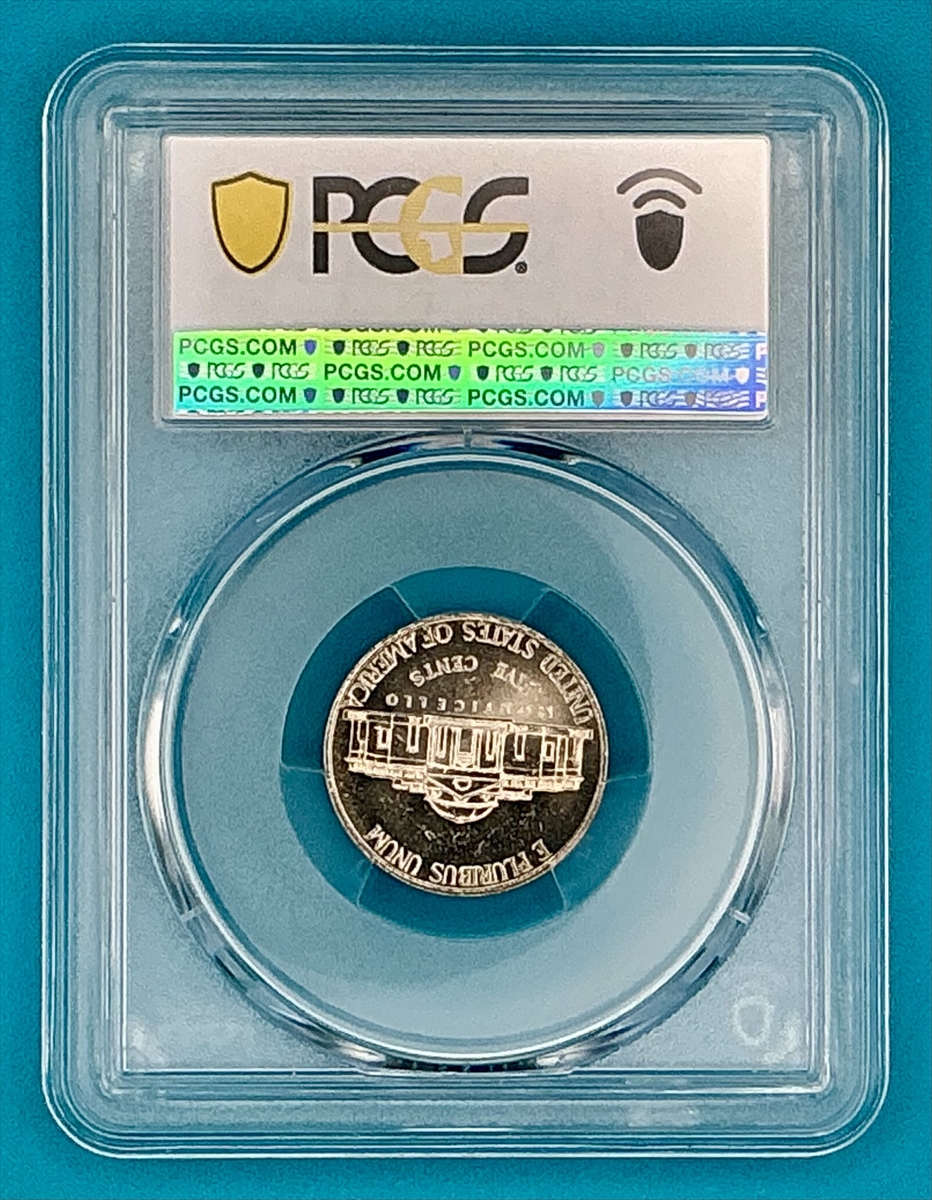 PCGS®
PCGS.COM PCGS PCGS PCGS.COM PCGS PCGS P
PCGS PCGS PCGS.COM PCGS PCGS PCGS.COM
PCGS.COM PCGS PCGS PCGS.COM PCGS P
E PLURIBUS UNUM
MONTICELLO
FIVE CENTS
UNITED STATES OF AMERICA